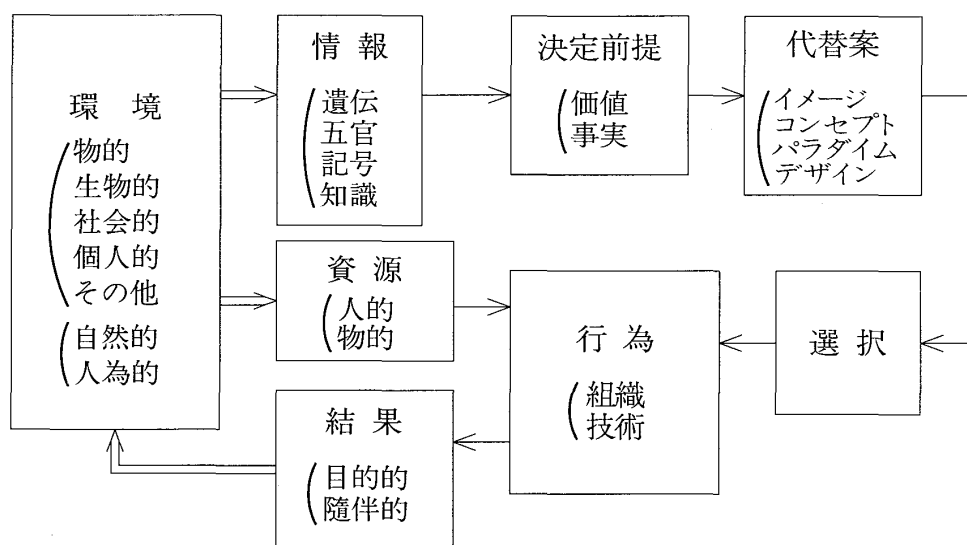 環 境
物的
生物的
社会的
個人的
その他
自然的
人為的
情 報
遺伝
五官
記号
知識
決定前提
価値
事実
代替案
イメージ
コンセプト
パラダイム
デザイン
資 源
人的
物的
行 為
組織
技術
選 択
結 果
目的的
随伴的